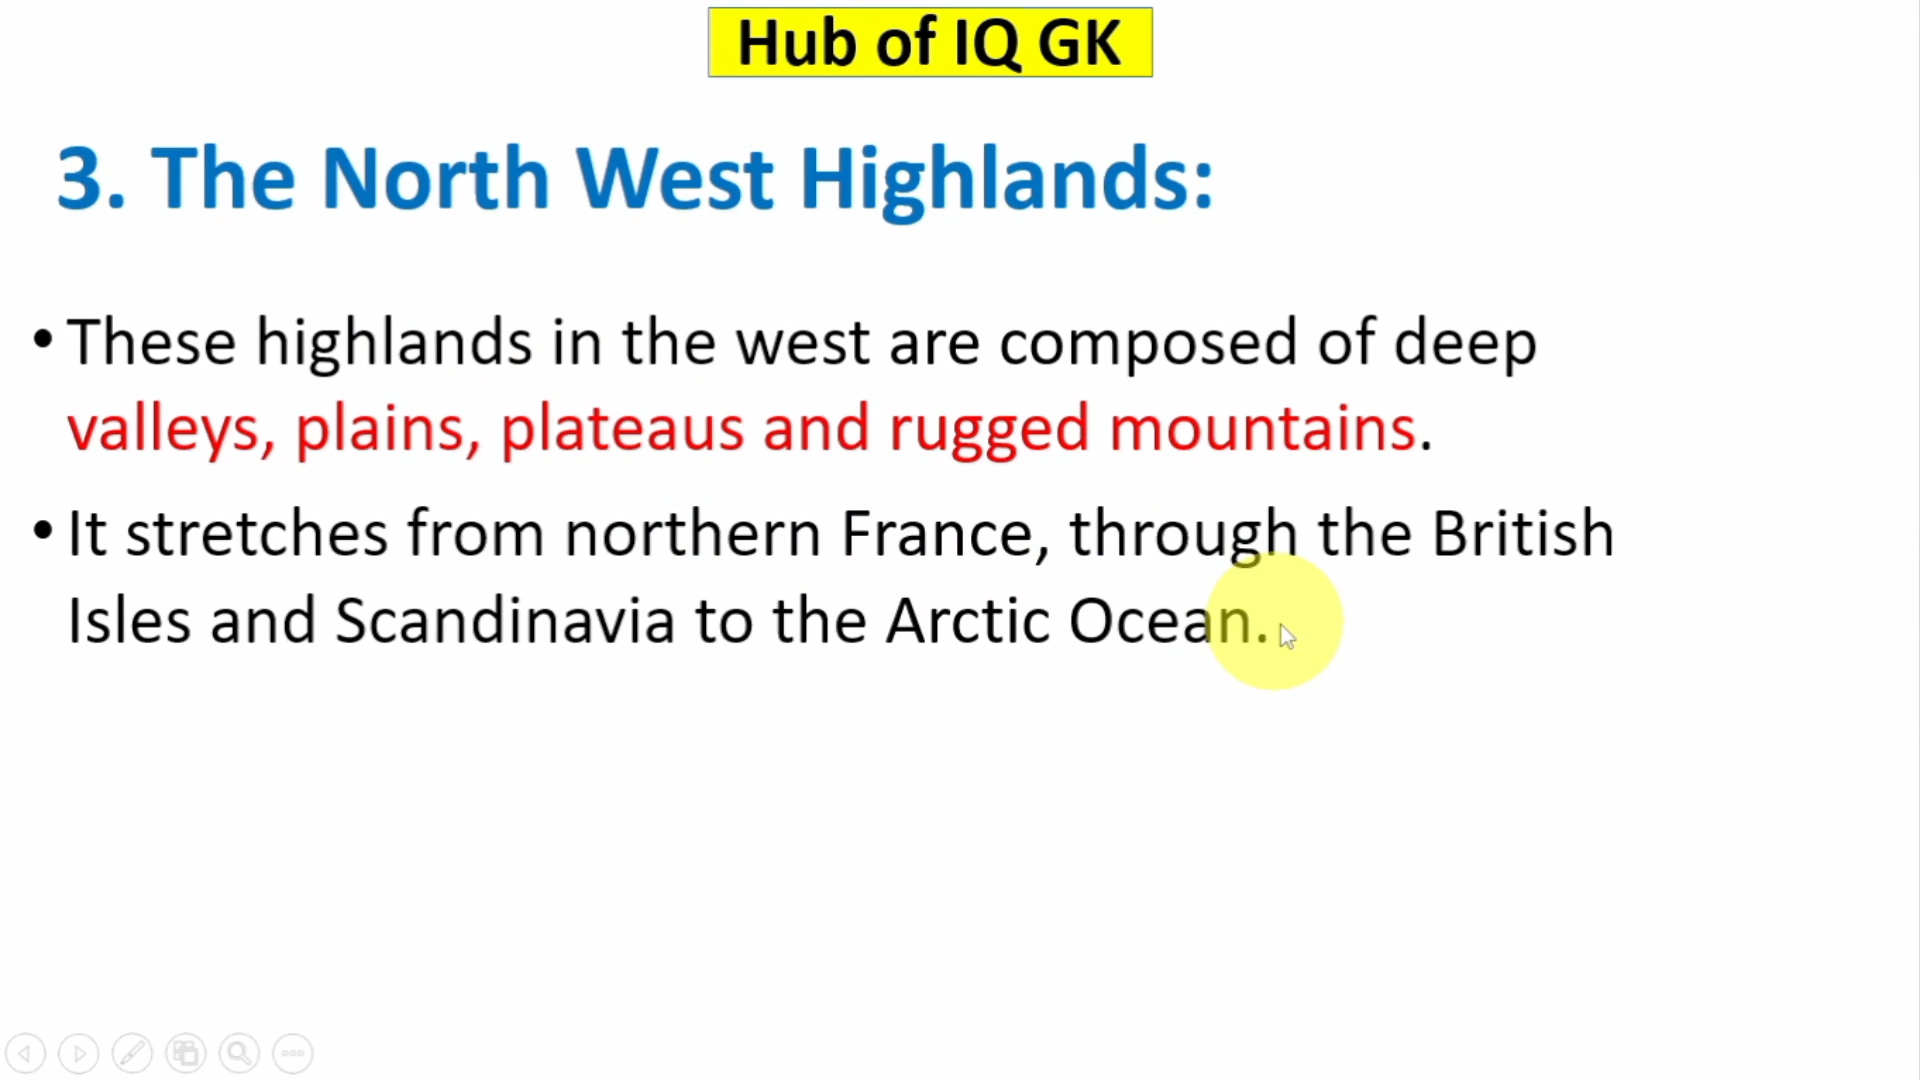 Hub of IQ GK
3. The North West Highlands:
• These highlands in the west are composed of deep
valleys, plains, plateaus and rugged mountains.
• It stretches from northern France, through the British
Isles and Scandinavia to the Arctic Ocean.